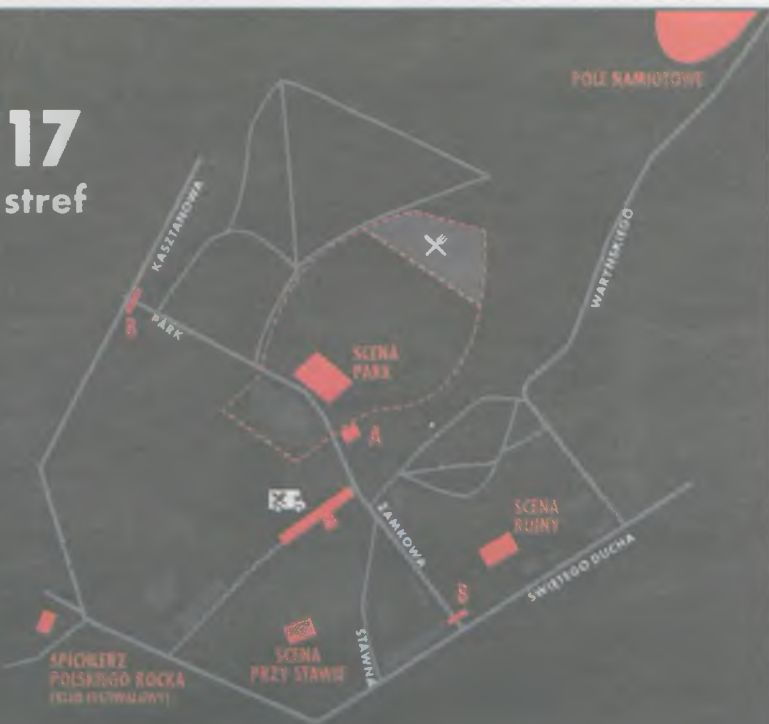 POLE NAMIOTOWE
17
stref
KASZTANOWA
WARYŃSKIEGO
B
PARK
SCENA
PARK
A
ZAMKOWA
SCENA
RUINY
ŚWIĘTEGO DUCHA
B
STAWNA
SCENA
PRZY STAWIE
SPICHLERZ
POLSKIEGO ROCKA
(KLUB FESTIWALOWY)